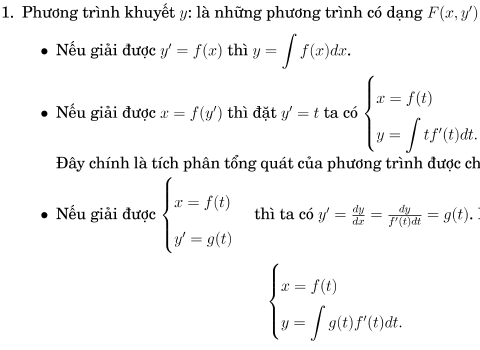 1. Phương trình khuyết y: là những phương trình có dạng F(x, y′)
• Nếu giải được y′ = f(x) thì y = ∫ f(x)dx.
• Nếu giải được x = f(y′) thì đặt y′ = t ta có { x = f(t)
y = ∫ tf′(t)dt.
Đây chính là tích phân tổng quát của phương trình được ch
• Nếu giải được { x = f(t)
y′ = g(t) thì ta có y′ = dy/dx = dy/f′(t)dt = g(t).
{ x = f(t)
y = ∫ g(t)f′(t)dt.